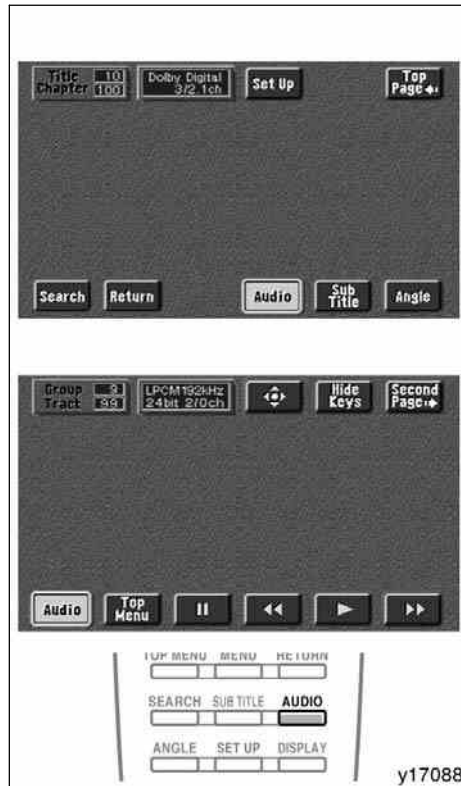 Title 10
Chapter 100
Dolby Digital
3/2.1ch
Set Up
Top
Page
Search
Return
Audio
Sub
Title
Angle
Group 9
Tract 99
LPCM192kHz
24bit 2/0ch
Hide
Keys
Second
Page
Audio
Top
Menu
TOP MENU MENU RETURN
SEARCH SUB TITLE AUDIO
ANGLE SET UP DISPLAY
y17088